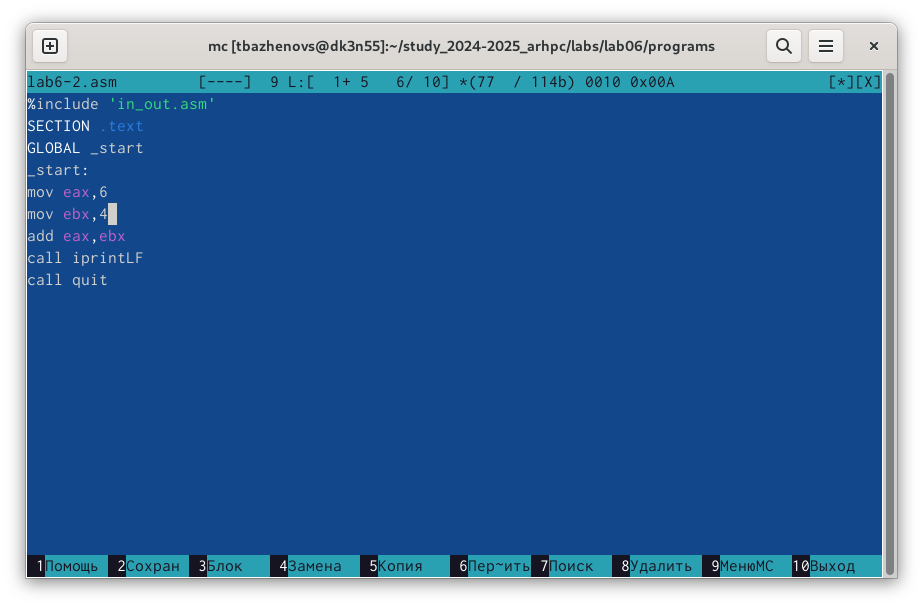 mc [tbazhenovs@dk3n55]:~/study_2024-2025_arhpc/labs/lab06/programs
lab6-2.asm [----] 9 L:[ 1+ 5 6/ 10] *(77 / 114b) 0010 0x00A [*][X]
%include 'in_out.asm'
SECTION .text
GLOBAL _start
_start:
mov eax,6
mov ebx,4
add eax,ebx
call iprintLF
call quit
1Помощь 2Сохран 3Блок 4Замена 5Копия 6Пер~ить 7Поиск 8Удалить 9МенюMC 10Выход